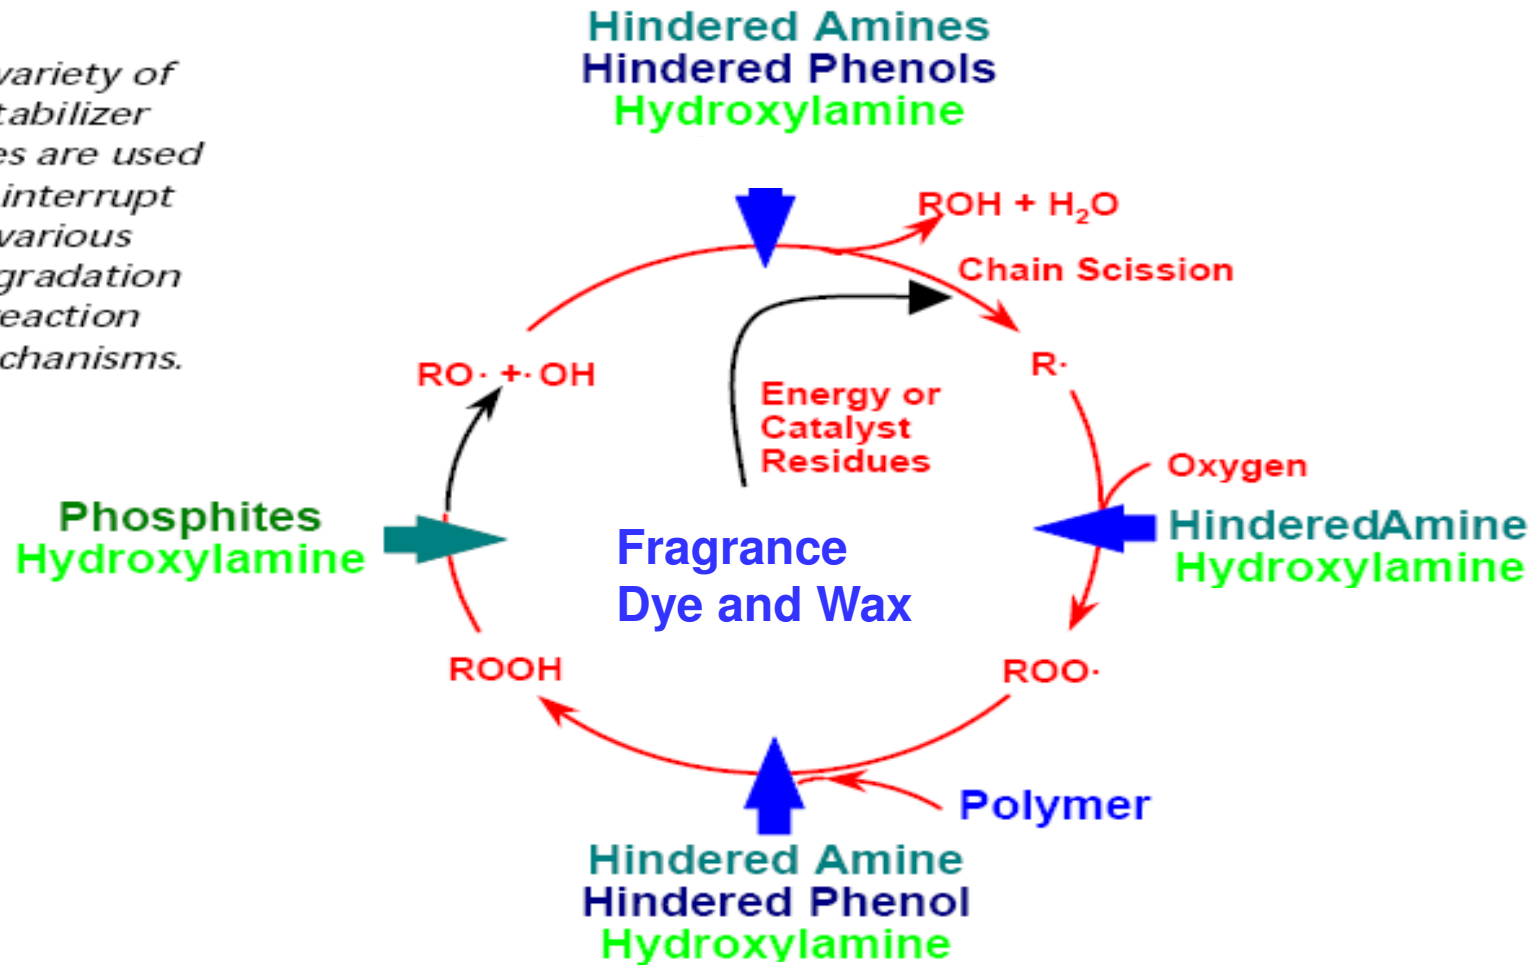 Hindered Amines
Hindered Phenols
Hydroxylamine
variety of
tabilizer
es are used
interrupt
various
gradation
eaction
chanisms.
ROH + H₂O
Chain Scission
RO· +· OH
R·
Energy or
Catalyst
Residues
Oxygen
Phosphites
Hydroxylamine
HinderedAmine
Hydroxylamine
Fragrance
Dye and Wax
ROOH
ROO·
Polymer
Hindered Amine
Hindered Phenol
Hydroxylamine